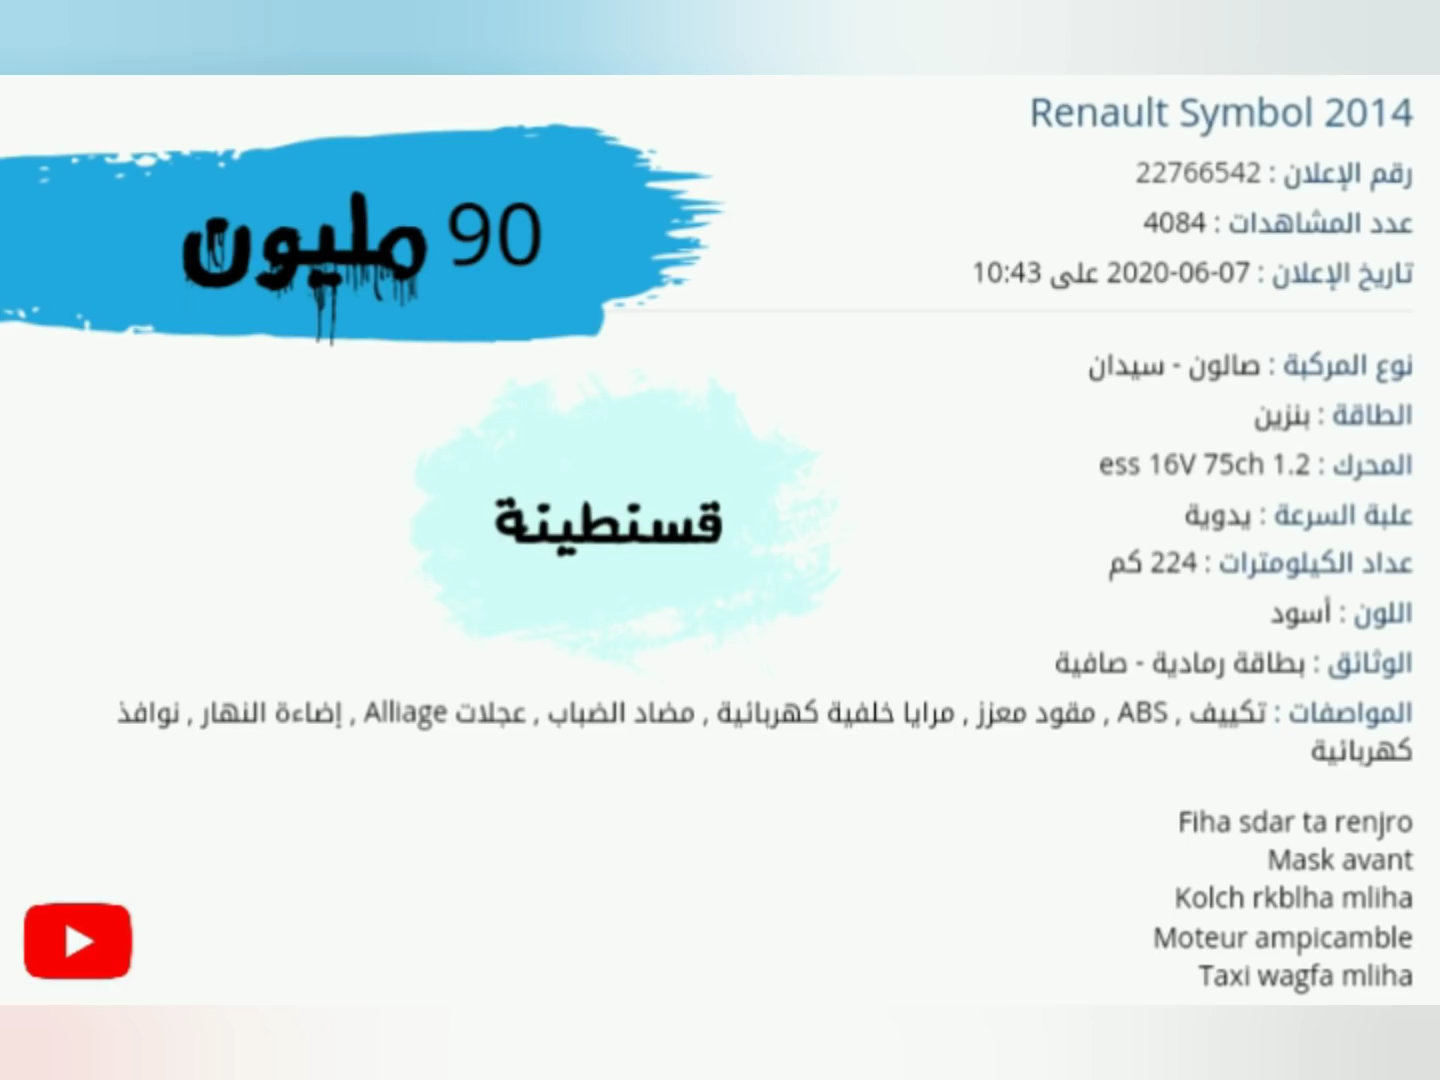 Renault Symbol 2014
رقم الإعلان : 22766542
عدد المشاهدات : 4084
تاريخ الإعلان : 07-06-2020 على 10:43
90 مليون
نوع المركبة : صالون - سيدان
الطاقة : بنزين
المحرك : 1.2 ess 16V 75ch
علبة السرعة : يدوية
عداد الكيلومترات : 224 كم
اللون : أسود
الوثائق : بطاقة رمادية - صافية
قسنطينة
المواصفات : تكييف , ABS , مقود معزز , مرايا خلفية كهربائية , مضاد الضباب , عجلات Alliage , إضاءة النهار , نوافذ
كهربائية
Fiha sdar ta renjro
Mask avant
Kolch rkblha mliha
Moteur ampicamble
Taxi wagfa mliha